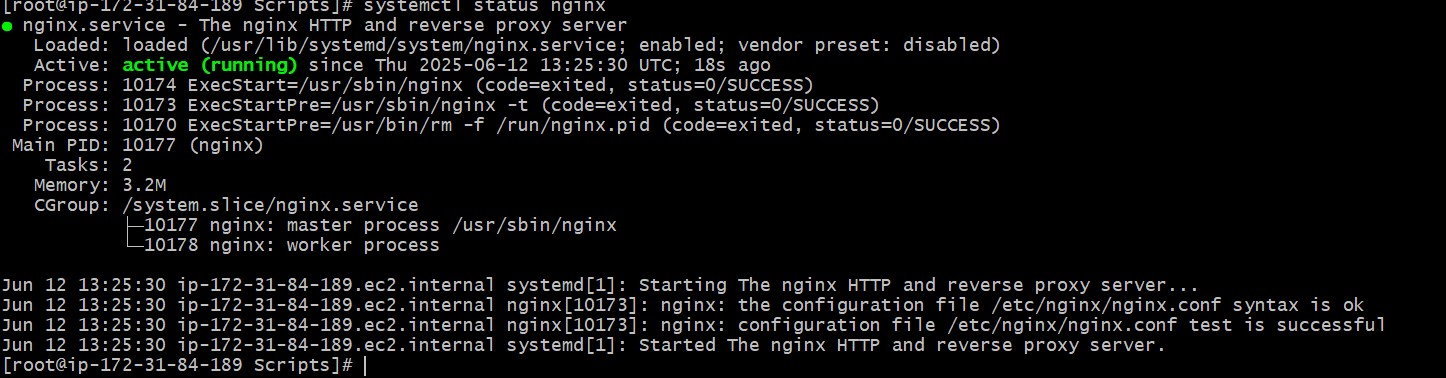 [root@ip-172-31-84-189 Scripts]# systemctl status nginx
● nginx.service - The nginx HTTP and reverse proxy server
   Loaded: loaded (/usr/lib/systemd/system/nginx.service; enabled; vendor preset: disabled)
   Active: active (running) since Thu 2025-06-12 13:25:30 UTC; 18s ago
  Process: 10174 ExecStart=/usr/sbin/nginx (code=exited, status=0/SUCCESS)
  Process: 10173 ExecStartPre=/usr/sbin/nginx -t (code=exited, status=0/SUCCESS)
  Process: 10170 ExecStartPre=/usr/bin/rm -f /run/nginx.pid (code=exited, status=0/SUCCESS)
 Main PID: 10177 (nginx)
    Tasks: 2
   Memory: 3.2M
   CGroup: /system.slice/nginx.service
           ├─10177 nginx: master process /usr/sbin/nginx
           └─10178 nginx: worker process

Jun 12 13:25:30 ip-172-31-84-189.ec2.internal systemd[1]: Starting The nginx HTTP and reverse proxy server...
Jun 12 13:25:30 ip-172-31-84-189.ec2.internal nginx[10173]: nginx: the configuration file /etc/nginx/nginx.conf syntax is ok
Jun 12 13:25:30 ip-172-31-84-189.ec2.internal nginx[10173]: nginx: configuration file /etc/nginx/nginx.conf test is successful
Jun 12 13:25:30 ip-172-31-84-189.ec2.internal systemd[1]: Started The nginx HTTP and reverse proxy server.
[root@ip-172-31-84-189 Scripts]#